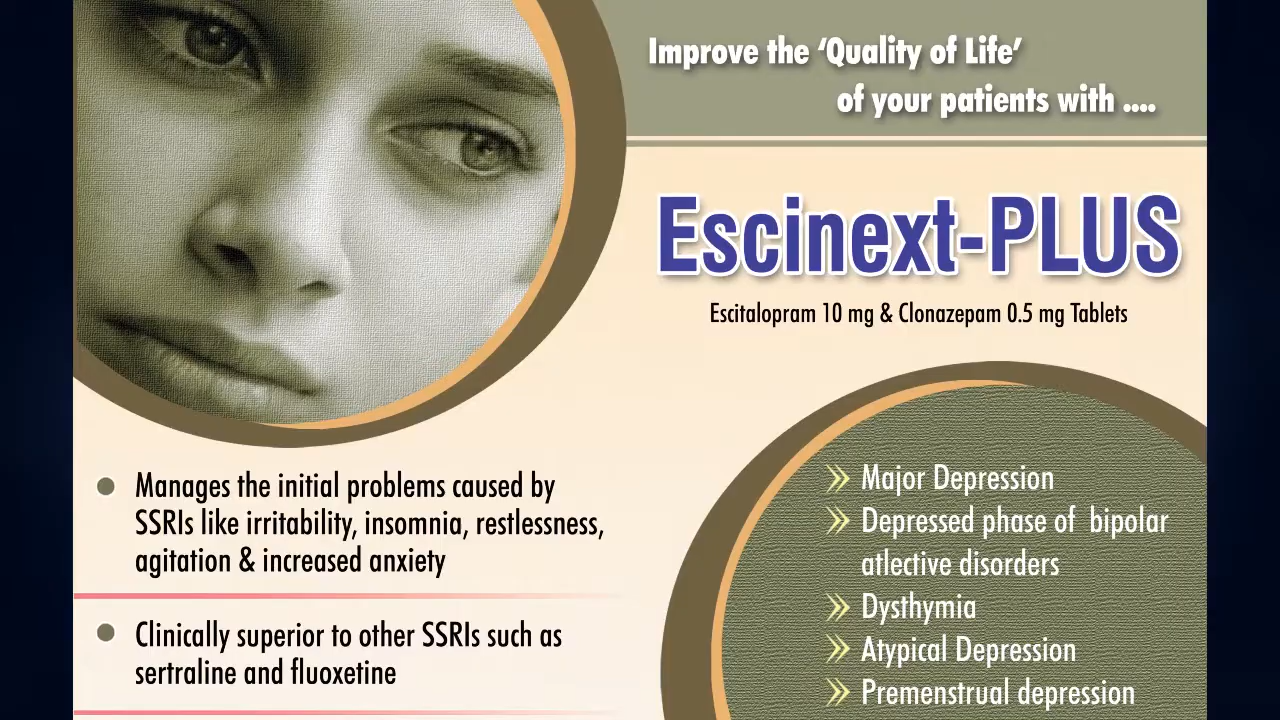 Improve the ‘Quality of Life’
of your patients with ....
Escinext-PLUS
Escitalopram 10 mg & Clonazepam 0.5 mg Tablets
Manages the initial problems caused by
SSRIs like irritability, insomnia, restlessness,
agitation & increased anxiety
Clinically superior to other SSRIs such as
sertraline and fluoxetine
Major Depression
Depressed phase of bipolar
atlective disorders
Dysthymia
Atypical Depression
Premenstrual depression